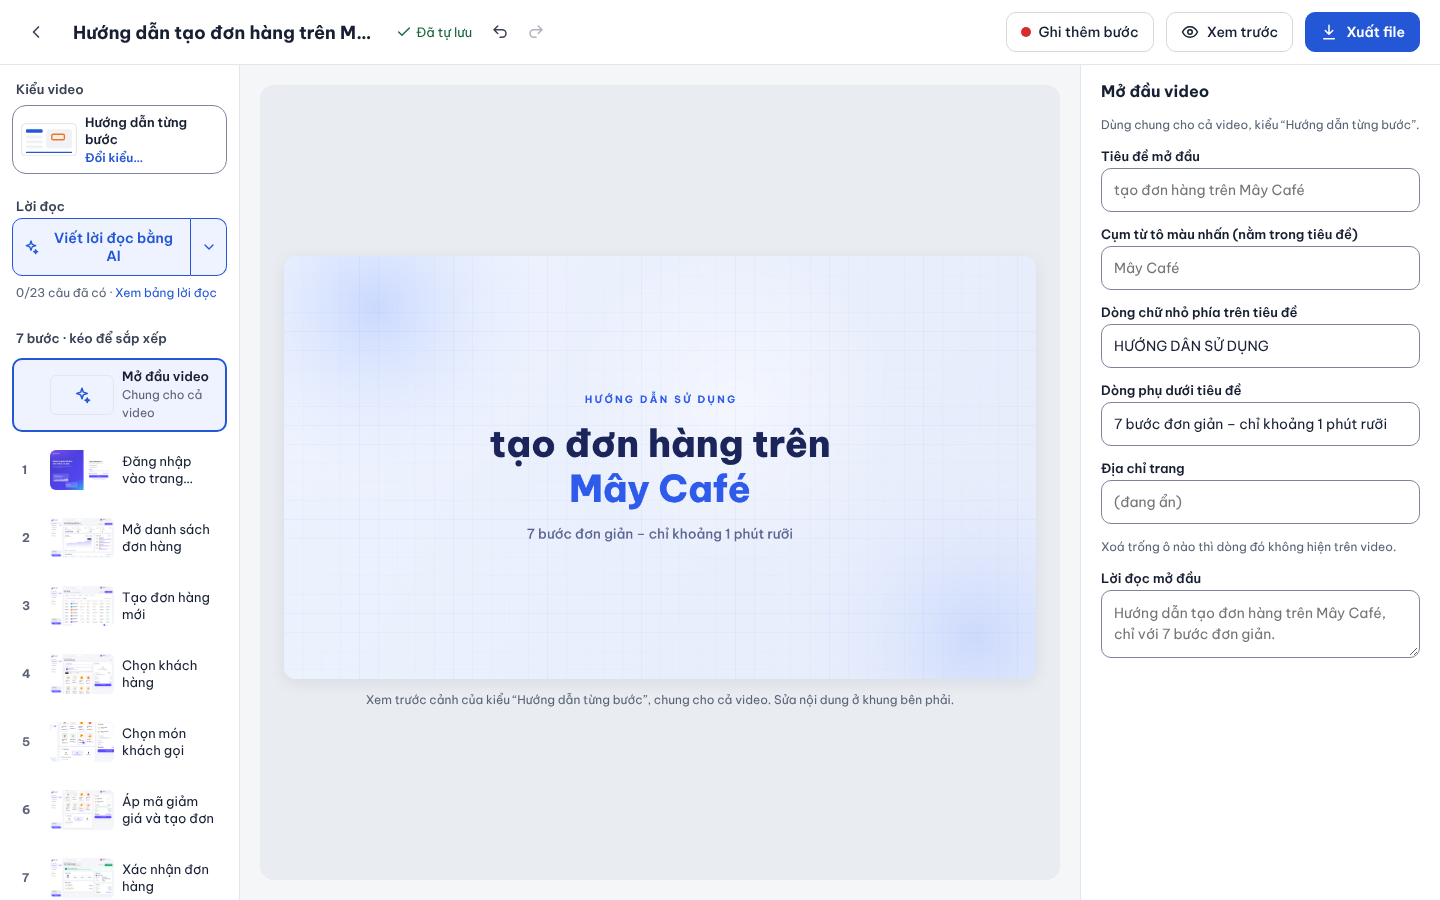 Hướng dẫn tạo đơn hàng trên M...
Đã tự lưu
Ghi thêm bước
Xem trước
Xuất file
Kiểu video
Hướng dẫn từng
bước
Đổi kiểu...
Lời đọc
Viết lời đọc bằng
AI
0/23 câu đã có · Xem bảng lời đọc
7 bước · kéo để sắp xếp
Mở đầu video
Chung cho cả
video
1
Đăng nhập
vào trang...
2
Mở danh sách
đơn hàng
3
Tạo đơn hàng
mới
4
Chọn khách
hàng
5
Chọn món
khách gọi
6
Áp mã giảm
giá và tạo đơn
7
Xác nhận đơn
hàng
HƯỚNG DẪN SỬ DỤNG
tạo đơn hàng trên
Mây Café
7 bước đơn giản – chỉ khoảng 1 phút rưỡi
Xem trước cảnh của kiểu “Hướng dẫn từng bước”, chung cho cả video. Sửa nội dung ở khung bên phải.
Mở đầu video
Dùng chung cho cả video, kiểu “Hướng dẫn từng bước”.
Tiêu đề mở đầu
tạo đơn hàng trên Mây Café
Cụm từ tô màu nhấn (nằm trong tiêu đề)
Mây Café
Dòng chữ nhỏ phía trên tiêu đề
HƯỚNG DẪN SỬ DỤNG
Dòng phụ dưới tiêu đề
7 bước đơn giản – chỉ khoảng 1 phút rưỡi
Địa chỉ trang
(đang ẩn)
Xoá trống ô nào thì dòng đó không hiện trên video.
Lời đọc mở đầu
Hướng dẫn tạo đơn hàng trên Mây Café,
chỉ với 7 bước đơn giản.